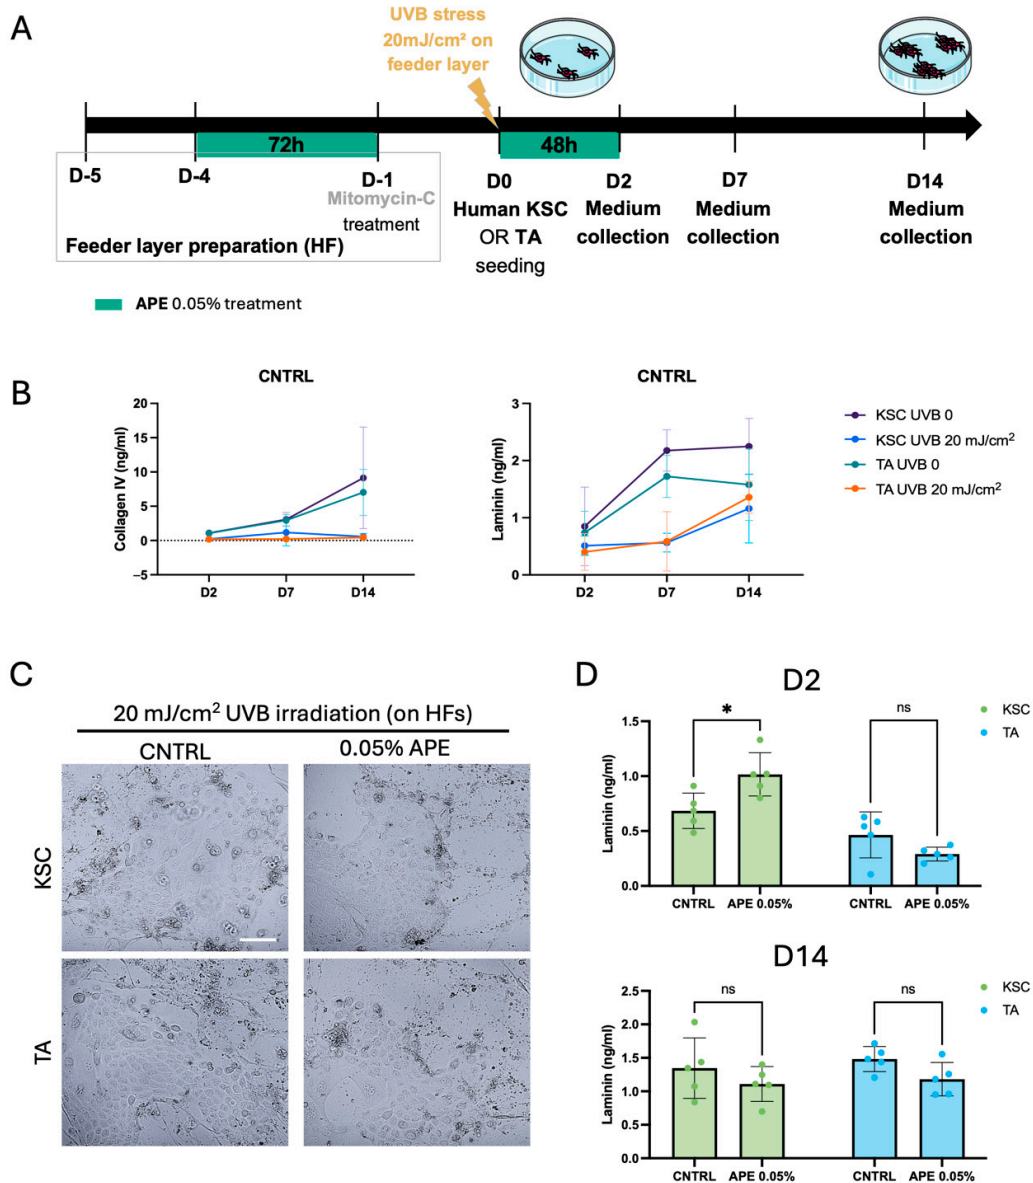 A
UVB stress
20mJ/cm² on
feeder layer
72h
48h
D-5
D-4
D-1
D0
D2
D7
D14
Mitomycin-C
treatment
Human KSC
OR TA
seeding
Medium
collection
Medium
collection
Medium
collection
Feeder layer preparation (HF)
APE 0.05% treatment
B
CNTRL
Collagen IV (ng/ml)
20
15
10
5
0
−5
D2
D7
D14
CNTRL
Laminin (ng/ml)
3
2
1
0
D2
D7
D14
KSC UVB 0
KSC UVB 20 mJ/cm²
TA UVB 0
TA UVB 20 mJ/cm²
C
20 mJ/cm² UVB irradiation (on HFs)
CNTRL
0.05% APE
KSC
TA
D
D2
KSC
TA
Laminin (ng/ml)
1.5
1.0
0.5
0.0
*
ns
CNTRL
APE 0.05%
CNTRL
APE 0.05%
D14
KSC
TA
Laminin (ng/ml)
2.5
2.0
1.5
1.0
0.5
0.0
ns
ns
CNTRL
APE 0.05%
CNTRL
APE 0.05%